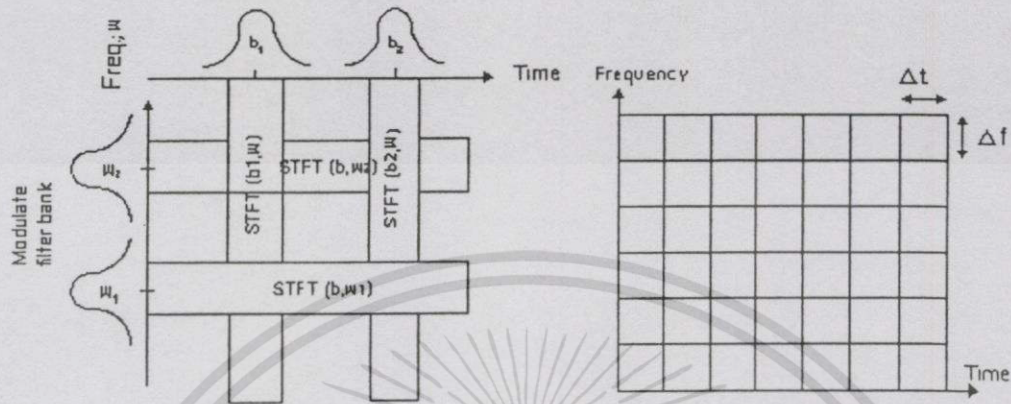 Freq; w
b₁
b₂
Time
Modulate
filter bank
w₂
w₁
STFT (b1,w)
STFT (b,w2)
STFT (b2,w)
STFT (b,w1)
Frequency
Δt
Δf
Time